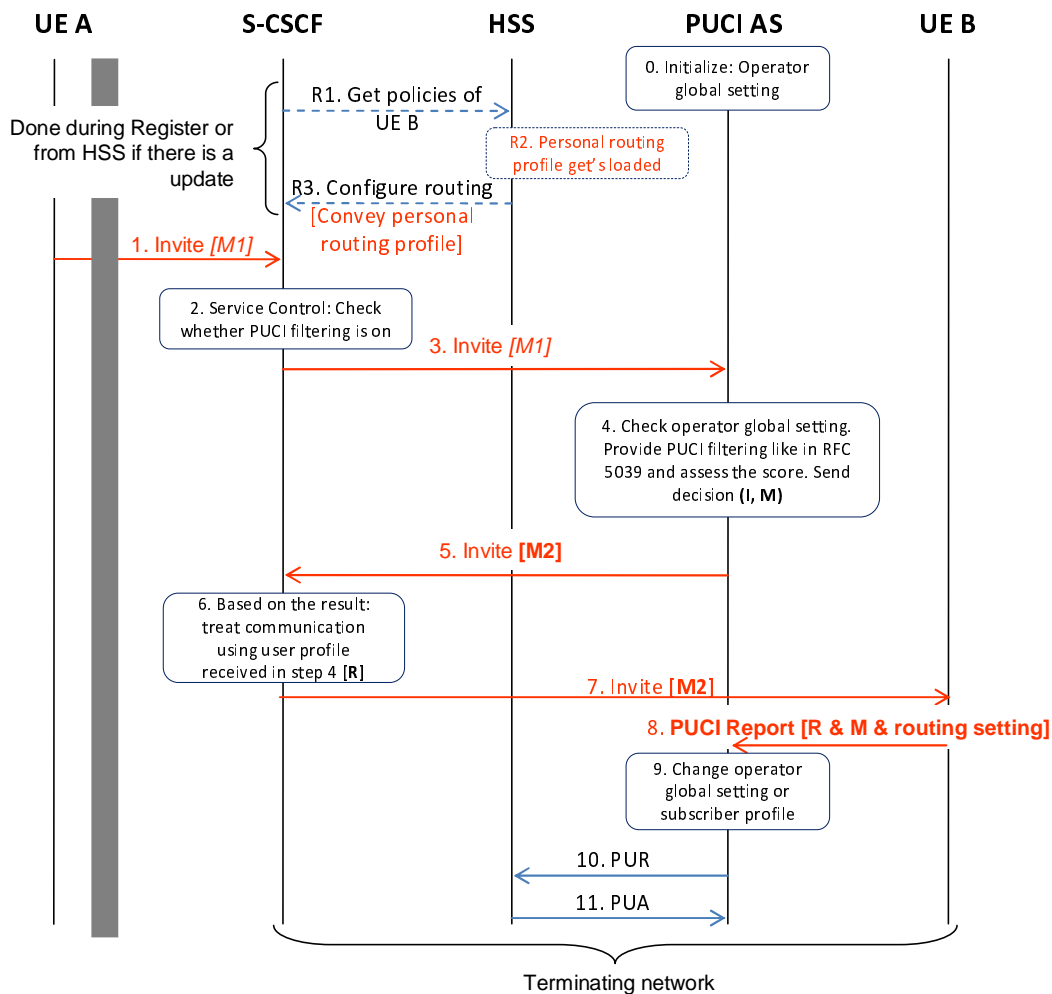 UE A
S-CSCF
HSS
PUCI AS
UE B
0. Initialize: Operator
global setting
R1. Get policies of
UE B
Done during Register or
from HSS if there is a
update
R2. Personal routing
profile get's loaded
R3. Configure routing
[Convey personal
routing profile]
1. Invite [M1]
2. Service Control: Check
whether PUCI filtering is on
3. Invite [M1]
4. Check operator global setting.
Provide PUCI filtering like in RFC
5039 and assess the score. Send
decision (I, M)
5. Invite [M2]
6. Based on the result:
treat communication
using user profile
received in step 4 [R]
7. Invite [M2]
8. PUCI Report [R & M & routing setting]
9. Change operator
global setting or
subscriber profile
10. PUR
11. PUA
Terminating network